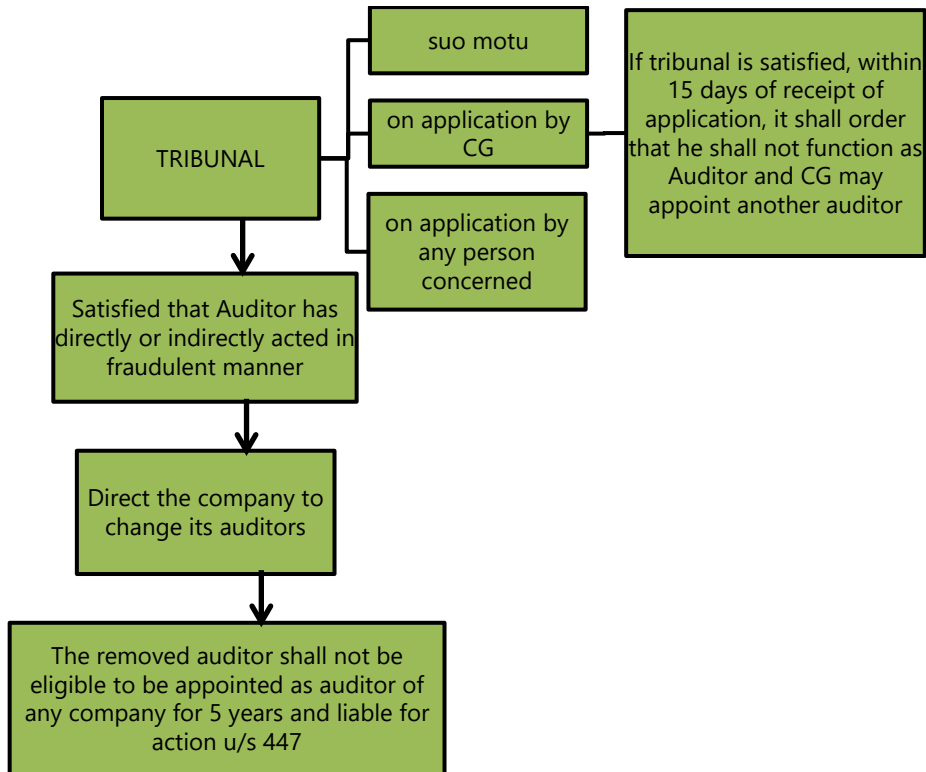 suo motu
If tribunal is satisfied, within
15 days of receipt of
application, it shall order
that he shall not function as
Auditor and CG may
appoint another auditor
TRIBUNAL
on application by
CG
on application by
any person
concerned
Satisfied that Auditor has
directly or indirectly acted in
fraudulent manner
Direct the company to
change its auditors
The removed auditor shall not be
eligible to be appointed as auditor of
any company for 5 years and liable for
action u/s 447